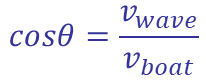 cosθ = v_wave / v_boat